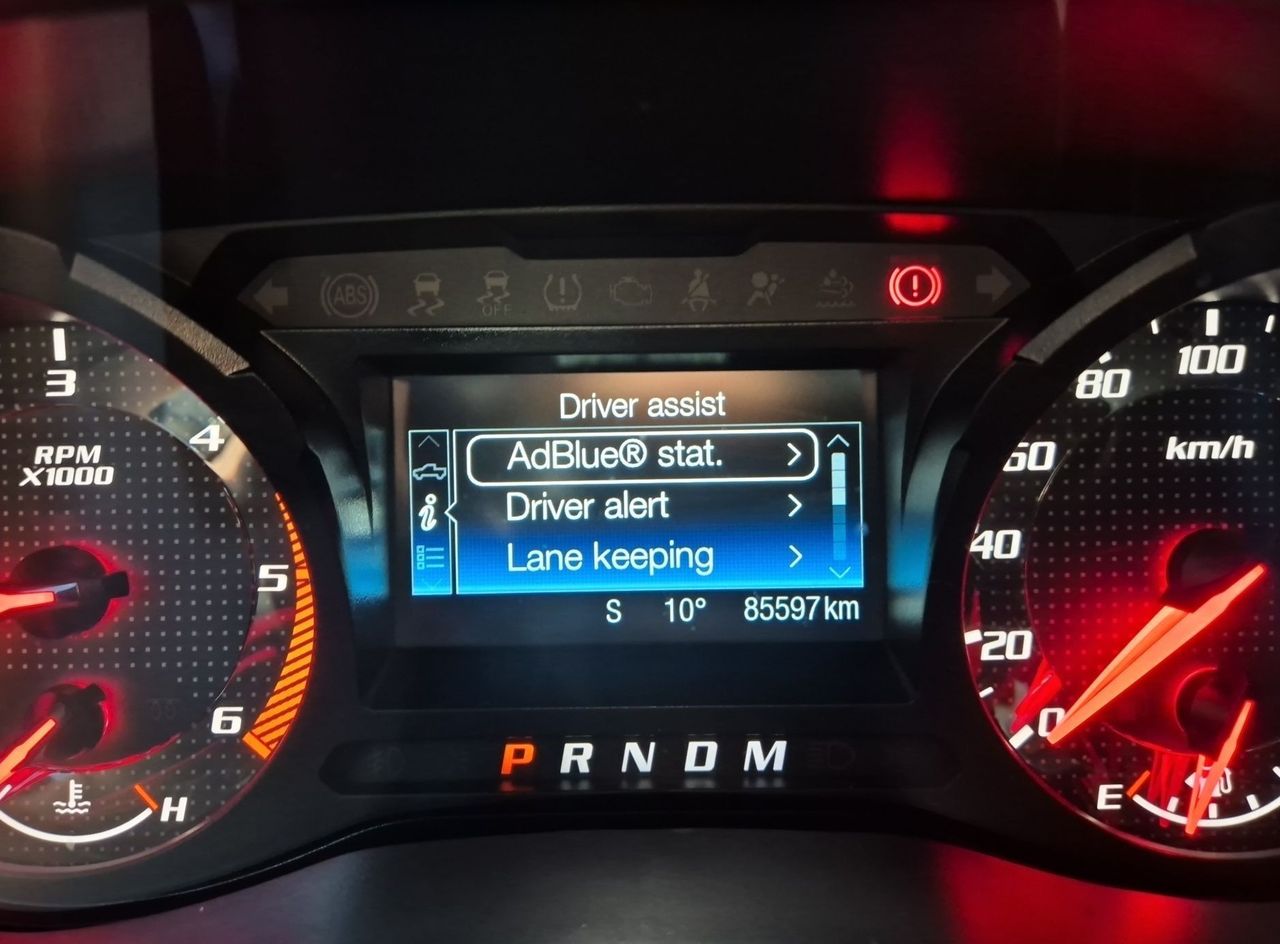 ABS
OFF
3
4
5
6
RPM
X1000
H
Driver assist
AdBlue® stat.
Driver alert
Lane keeping
S 10° 85597 km
P R N D M
100
80
60
40
20
0
km/h
E